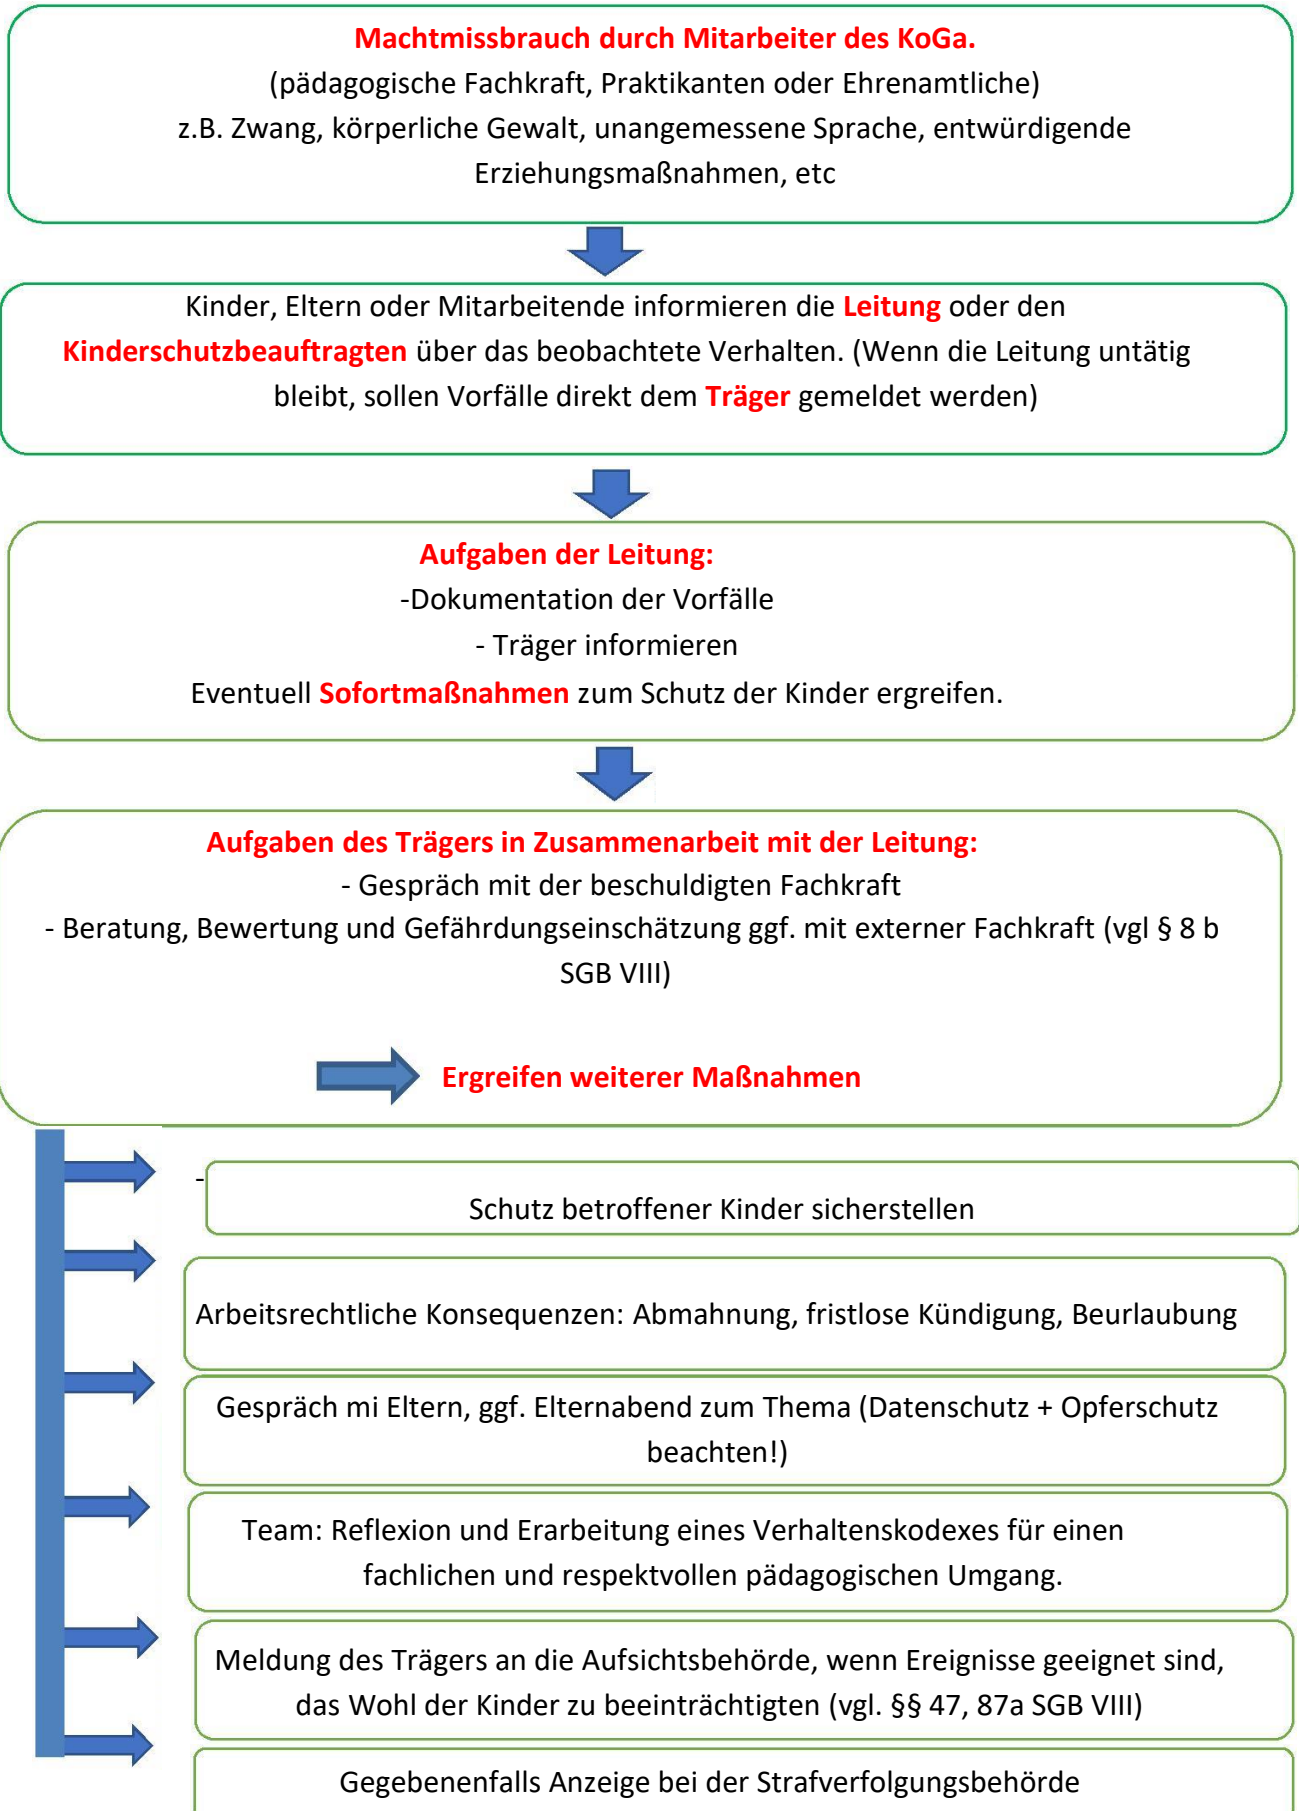 Machtmissbrauch durch Mitarbeiter des KoGa.
(pädagogische Fachkraft, Praktikanten oder Ehrenamtliche)
z.B. Zwang, körperliche Gewalt, unangemessene Sprache, entwürdigende
Erziehungsmaßnahmen, etc
Kinder, Eltern oder Mitarbeitende informieren die Leitung oder den
Kinderschutzbeauftragten über das beobachtete Verhalten. (Wenn die Leitung untätig
bleibt, sollen Vorfälle direkt dem Träger gemeldet werden)
Aufgaben der Leitung:
-Dokumentation der Vorfälle
- Träger informieren
Eventuell Sofortmaßnahmen zum Schutz der Kinder ergreifen.
Aufgaben des Trägers in Zusammenarbeit mit der Leitung:
- Gespräch mit der beschuldigten Fachkraft
- Beratung, Bewertung und Gefährdungseinschätzung ggf. mit externer Fachkraft (vgl § 8 b
SGB VIII)
Ergreifen weiterer Maßnahmen
-
Schutz betroffener Kinder sicherstellen
Arbeitsrechtliche Konsequenzen: Abmahnung, fristlose Kündigung, Beurlaubung
Gespräch mi Eltern, ggf. Elternabend zum Thema (Datenschutz + Opferschutz
beachten!)
Team: Reflexion und Erarbeitung eines Verhaltenskodexes für einen
fachlichen und respektvollen pädagogischen Umgang.
Meldung des Trägers an die Aufsichtsbehörde, wenn Ereignisse geeignet sind,
das Wohl der Kinder zu beeinträchtigten (vgl. §§ 47, 87a SGB VIII)
Gegebenenfalls Anzeige bei der Strafverfolgungsbehörde